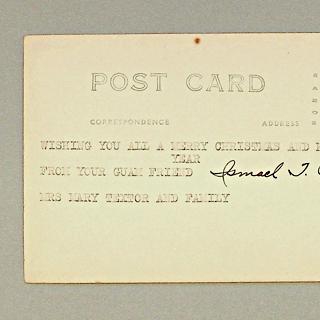 POST CARD
CORRESPONDENCE ADDRESS
WISHING YOU ALL A MERRY CHRISTMAS AND
YEAR
FROM YOUR GUAM FRIEND Ismael T.
MRS MARY TEXTOR AND FAMILY